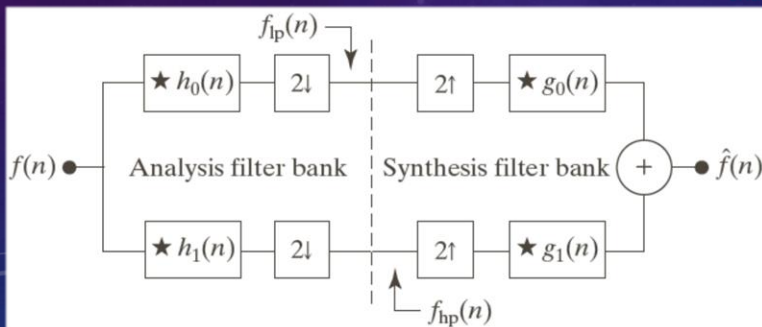 f_lp(n)
★ h₀(n) 2↓ 2↑ ★ g₀(n)
f(n) Analysis filter bank Synthesis filter bank + f̂(n)
★ h₁(n) 2↓ 2↑ ★ g₁(n)
f_hp(n)